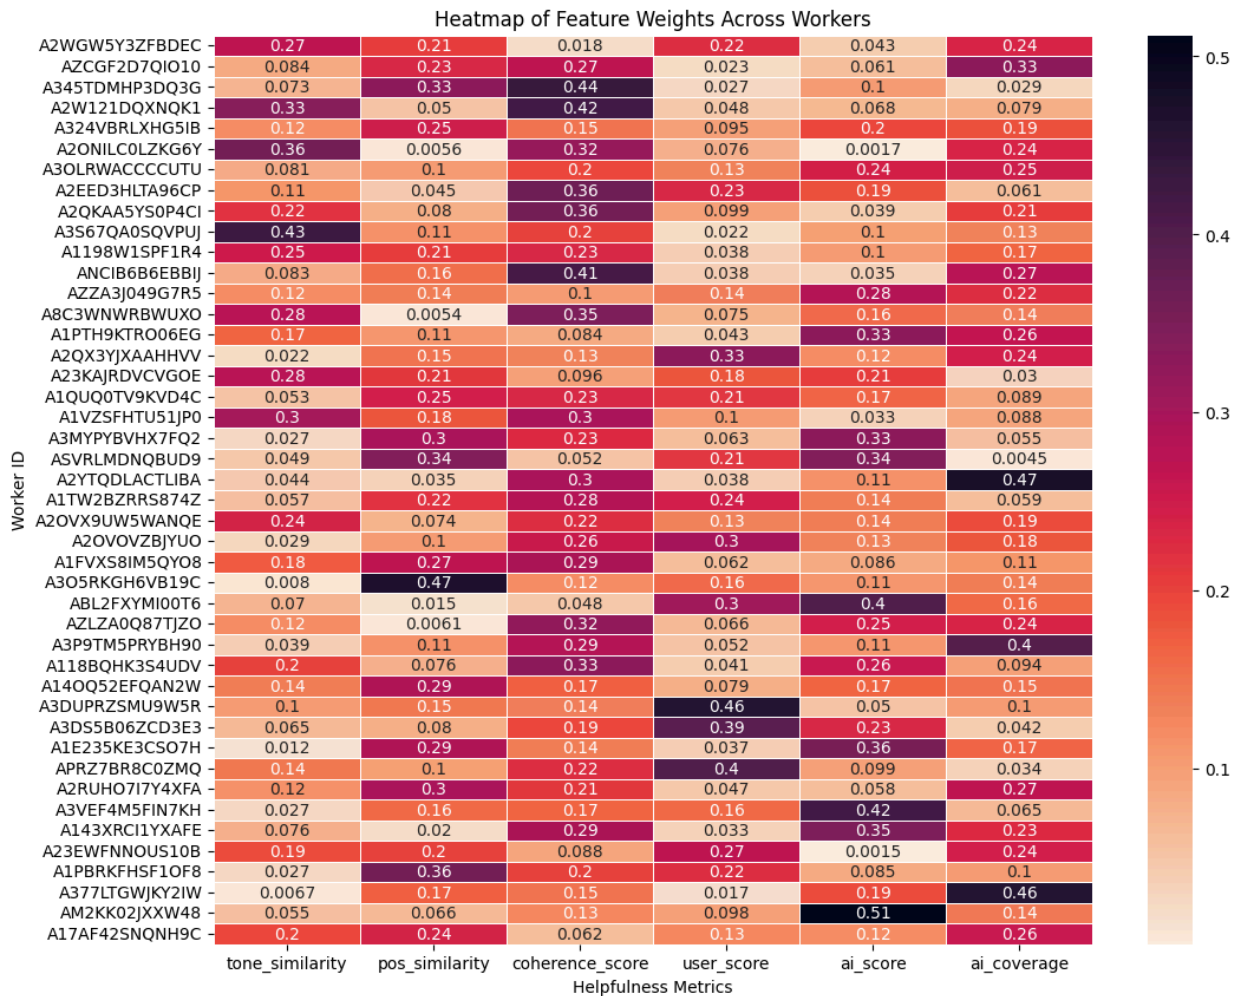 Heatmap of Feature Weights Across Workers
A2WGW5Y3ZFBDEC 0.27 0.21 0.018 0.22 0.043 0.24
AZCGF2D7QIO10 0.084 0.23 0.27 0.023 0.061 0.33
A345TDMHP3DQ3G 0.073 0.33 0.44 0.027 0.1 0.029
A2W121DQXNQK1 0.33 0.05 0.42 0.048 0.068 0.079
A324VBRLXHG5IB 0.12 0.25 0.15 0.095 0.2 0.19
A2ONILC0LZKG6Y 0.36 0.0056 0.32 0.076 0.0017 0.24
A3OLRWACCCCUTU 0.081 0.1 0.2 0.13 0.24 0.25
A2EED3HLTA96CP 0.11 0.045 0.36 0.23 0.19 0.061
A2QKAA5YS0P4CI 0.22 0.08 0.36 0.099 0.039 0.21
A3S67QA0SQVPUJ 0.43 0.11 0.2 0.022 0.1 0.13
A1198W1SPF1R4 0.25 0.21 0.23 0.038 0.1 0.17
ANCIB6B6EBBIJ 0.083 0.16 0.41 0.038 0.035 0.27
AZZA3J049G7R5 0.12 0.14 0.1 0.14 0.28 0.22
A8C3WNWRBWUXO 0.28 0.0054 0.35 0.075 0.16 0.14
A1PTH9KTRO06EG 0.17 0.11 0.084 0.043 0.33 0.26
A2QX3YJXAAHHVV 0.022 0.15 0.13 0.33 0.12 0.24
A23KAJRDVCVGOE 0.28 0.21 0.096 0.18 0.21 0.03
A1QUQ0TV9KVD4C 0.053 0.25 0.23 0.21 0.17 0.089
A1VZSFHTU51JP0 0.3 0.18 0.3 0.1 0.033 0.088
A3MYPYBVHX7FQ2 0.027 0.3 0.23 0.063 0.33 0.055
ASVRLMDNQBUD9 0.049 0.34 0.052 0.21 0.34 0.0045
A2YTQDLACTLIBA 0.044 0.035 0.3 0.038 0.11 0.47
A1TW2BZRRS874Z 0.057 0.22 0.28 0.24 0.14 0.059
A2OVX9UW5WANQE 0.24 0.074 0.22 0.13 0.14 0.19
A2OVOVZBJYUO 0.029 0.1 0.26 0.3 0.13 0.18
A1FVXS8IM5QYO8 0.18 0.27 0.29 0.062 0.086 0.11
A3O5RKGH6VB19C 0.008 0.47 0.12 0.16 0.11 0.14
ABL2FXYMI00T6 0.07 0.015 0.048 0.3 0.4 0.16
AZLZA0Q87TJZO 0.12 0.0061 0.32 0.066 0.25 0.24
A3P9TM5PRYBH90 0.039 0.11 0.29 0.052 0.11 0.4
A118BQHK3S4UDV 0.2 0.076 0.33 0.041 0.26 0.094
A14OQ52EFQAN2W 0.14 0.29 0.17 0.079 0.17 0.15
A3DUPRZSMU9W5R 0.1 0.15 0.14 0.46 0.05 0.1
A3DS5B06ZCD3E3 0.065 0.08 0.19 0.39 0.23 0.042
A1E235KE3CSO7H 0.012 0.29 0.14 0.037 0.36 0.17
APRZ7BR8C0ZMQ 0.14 0.1 0.22 0.4 0.099 0.034
A2RUHO7I7Y4XFA 0.12 0.3 0.21 0.047 0.058 0.27
A3VEF4M5FIN7KH 0.027 0.16 0.17 0.16 0.42 0.065
A143XRCI1YXAFE 0.076 0.02 0.29 0.033 0.35 0.23
A23EWFNNOUS10B 0.19 0.2 0.088 0.27 0.0015 0.24
A1PBRKFHSF1OF8 0.027 0.36 0.2 0.22 0.085 0.1
A377LTGWJKY2IW 0.0067 0.17 0.15 0.017 0.19 0.46
AM2KK02JXXW48 0.055 0.066 0.13 0.098 0.51 0.14
A17AF42SNQNH9C 0.2 0.24 0.062 0.13 0.12 0.26
tone_similarity pos_similarity coherence_score user_score ai_score ai_coverage
Helpfulness Metrics
Worker ID
0.5
0.4
0.3
0.2
0.1